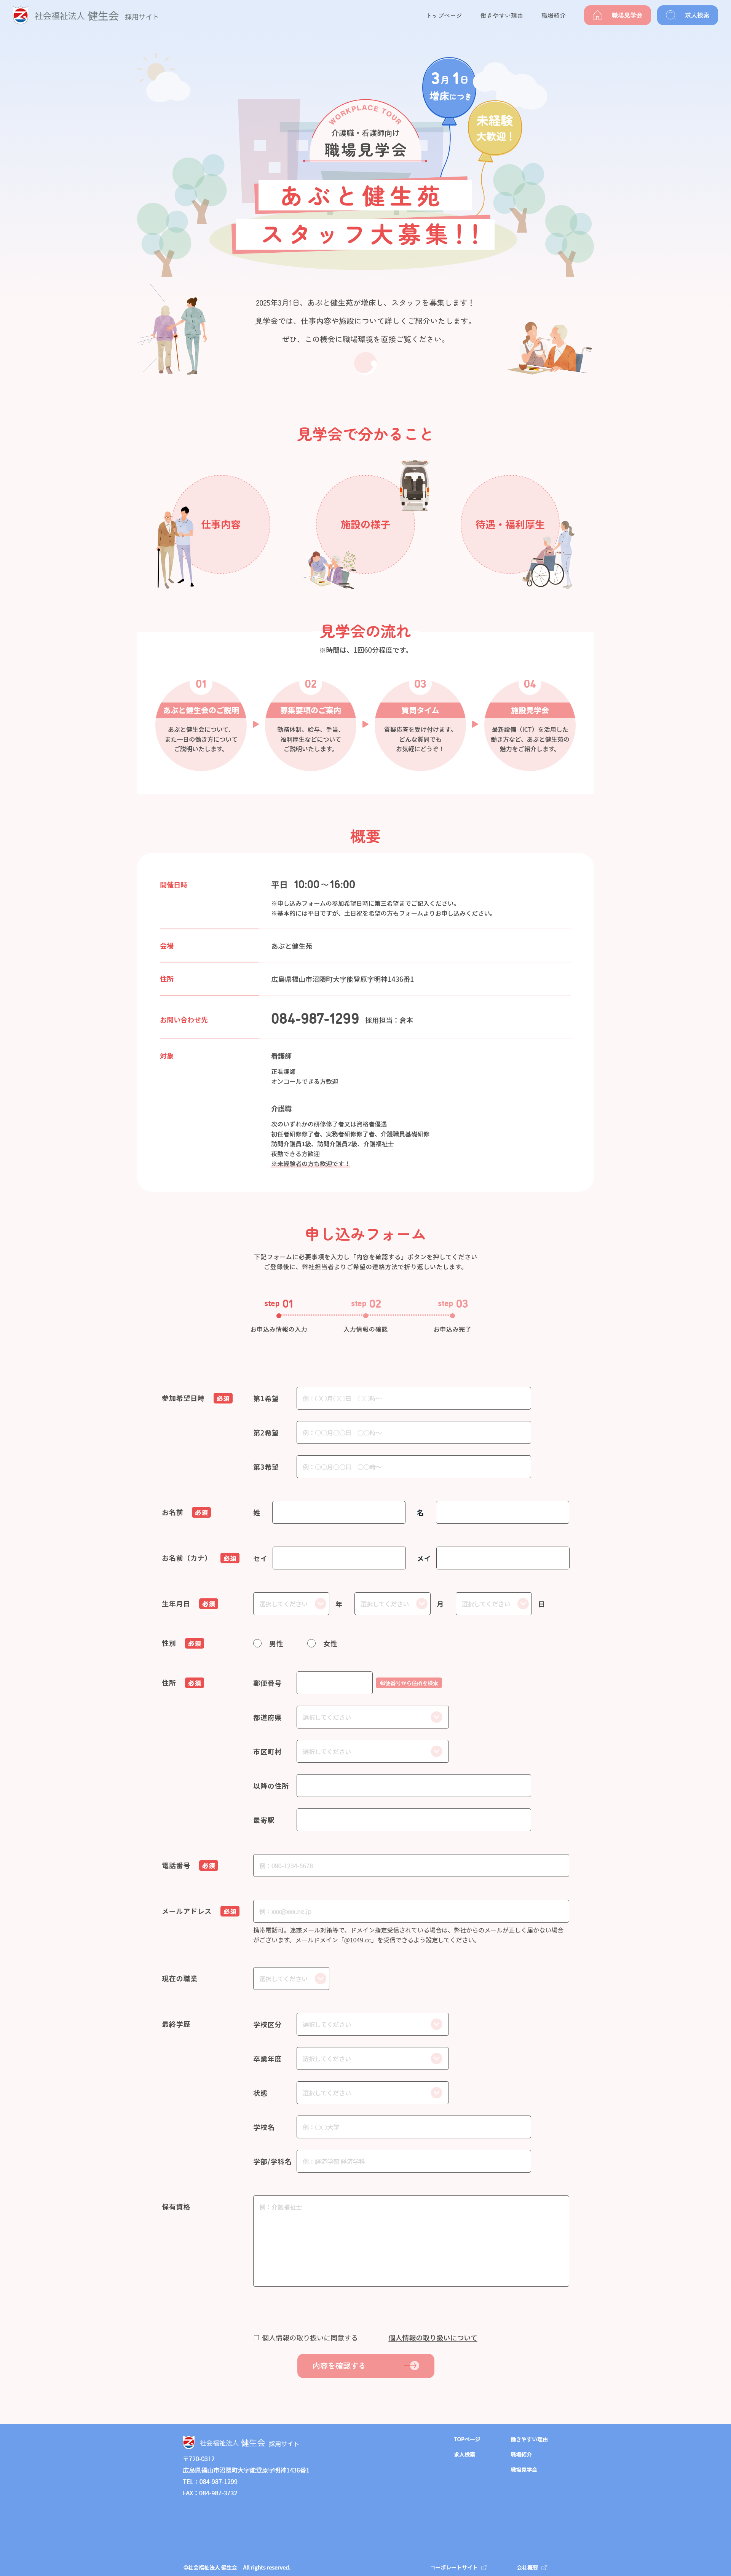 社会福祉法人 健生会 採用サイト
トップページ 働きやすい理由 職場紹介 職場見学会 求人検索
3月1日
増床につき
未経験
大歓迎！
WORKPLACE TOUR
介護職・看護師向け
職場見学会
あぶと健生苑
スタッフ大募集!!
2025年3月1日、あぶと健生苑が増床し、スタッフを募集します！
見学会では、仕事内容や施設について詳しくご紹介いたします。
ぜひ、この機会に職場環境を直接ご覧ください。
見学会で分かること
仕事内容 施設の様子 待遇・福利厚生
見学会の流れ
※時間は、1回60分程度です。
01
あぶと健生会のご説明
あぶと健生会について、
また一日の働き方について
ご説明いたします。
02
募集要項のご案内
勤務体制、給与、手当、
福利厚生などについて
ご説明いたします。
03
質問タイム
質疑応答を受け付けます。
どんな質問でも
お気軽にどうぞ！
04
施設見学会
最新設備（ICT）を活用した
働き方など、あぶと健生苑の
魅力をご紹介します。
概要
開催日時
平日 10:00～16:00
※申し込みフォームの参加希望日時に第三希望までご記入ください。
※基本的には平日ですが、土日祝を希望の方もフォームよりお申し込みください。
会場
あぶと健生苑
住所
広島県福山市沼隈町大字能登原字明神1436番1
お問い合わせ先
084-987-1299 採用担当：倉本
対象
看護師
正看護師
オンコールできる方歓迎
介護職
次のいずれかの研修修了者又は資格者優遇
初任者研修修了者、実務者研修修了者、介護職員基礎研修
訪問介護員1級、訪問介護員2級、介護福祉士
夜勤できる方歓迎
※未経験者の方も歓迎です！
申し込みフォーム
下記フォームに必要事項を入力し「内容を確認する」ボタンを押してください
ご登録後に、弊社担当者よりご希望の連絡方法で折り返しいたします。
step 01 step 02 step 03
お申込み情報の入力 入力情報の確認 お申込み完了
参加希望日時 必須 第1希望 例：〇〇月〇〇日 〇〇時〜
第2希望 例：〇〇月〇〇日 〇〇時〜
第3希望 例：〇〇月〇〇日 〇〇時〜
お名前 必須 姓 名
お名前（カナ） 必須 セイ メイ
生年月日 必須 選択してください 年 選択してください 月 選択してください 日
性別 必須 男性 女性
住所 必須 郵便番号 郵便番号から住所を検索
都道府県 選択してください
市区町村 選択してください
以降の住所
最寄駅
電話番号 必須 例：090-1234-5678
メールアドレス 必須 例：xxx@xxx.co.jp
携帯電話可。迷惑メール対策等で、ドメイン指定受信されている場合は、弊社からのメールが正しく届かない場合
がございます。メールドメイン「@1049.cc」を受信できるよう設定してください。
現在の職業 選択してください
最終学歴 学校区分 選択してください
卒業年度 選択してください
状態 選択してください
学校名 例：〇〇大学
学部/学科名 例：経済学部 経済学科
保有資格 例：介護福祉士
個人情報の取り扱いに同意する 個人情報の取り扱いについて
内容を確認する
社会福祉法人 健生会 採用サイト
〒720-0312
広島県福山市沼隈町大字能登原字明神1436番1
TEL：084-987-1299
FAX：084-987-3732
TOPページ 働きやすい理由
求人検索 職場紹介
職場見学会
©社会福祉法人 健生会 All rights reserved.
コーポレートサイト 会社概要